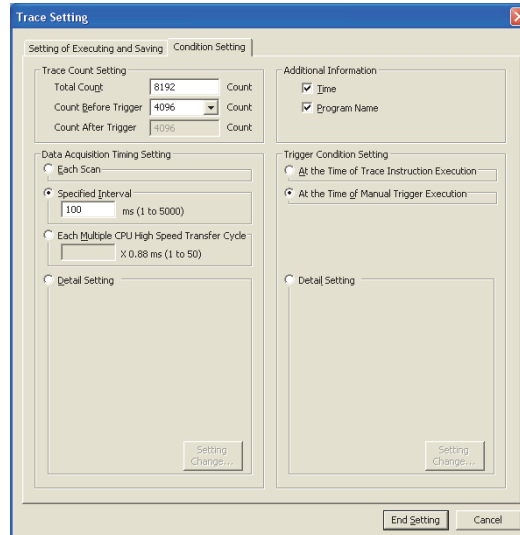 Trace Setting
Setting of Executing and Saving
Condition Setting
Trace Count Setting
Total Count
8192
Count
Count Before Trigger
4096
Count
Count After Trigger
4096
Count
Additional Information
Time
Program Name
Data Acquisition Timing Setting
Each Scan
Specified Interval
100
ms (1 to 5000)
Each Multiple CPU High Speed Transfer Cycle
X 0.88 ms (1 to 50)
Detail Setting
Setting
Change...
Trigger Condition Setting
At the Time of Trace Instruction Execution
At the Time of Manual Trigger Execution
Detail Setting
Setting
Change...
End Setting
Cancel